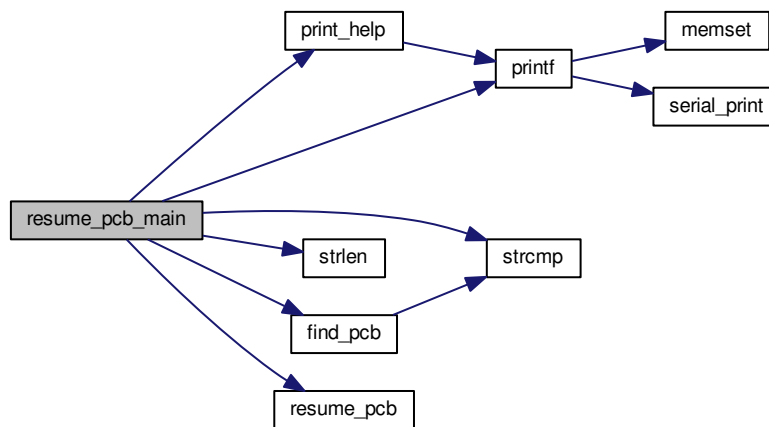 print_help
memset
printf
serial_print
resume_pcb_main
strlen
strcmp
find_pcb
resume_pcb